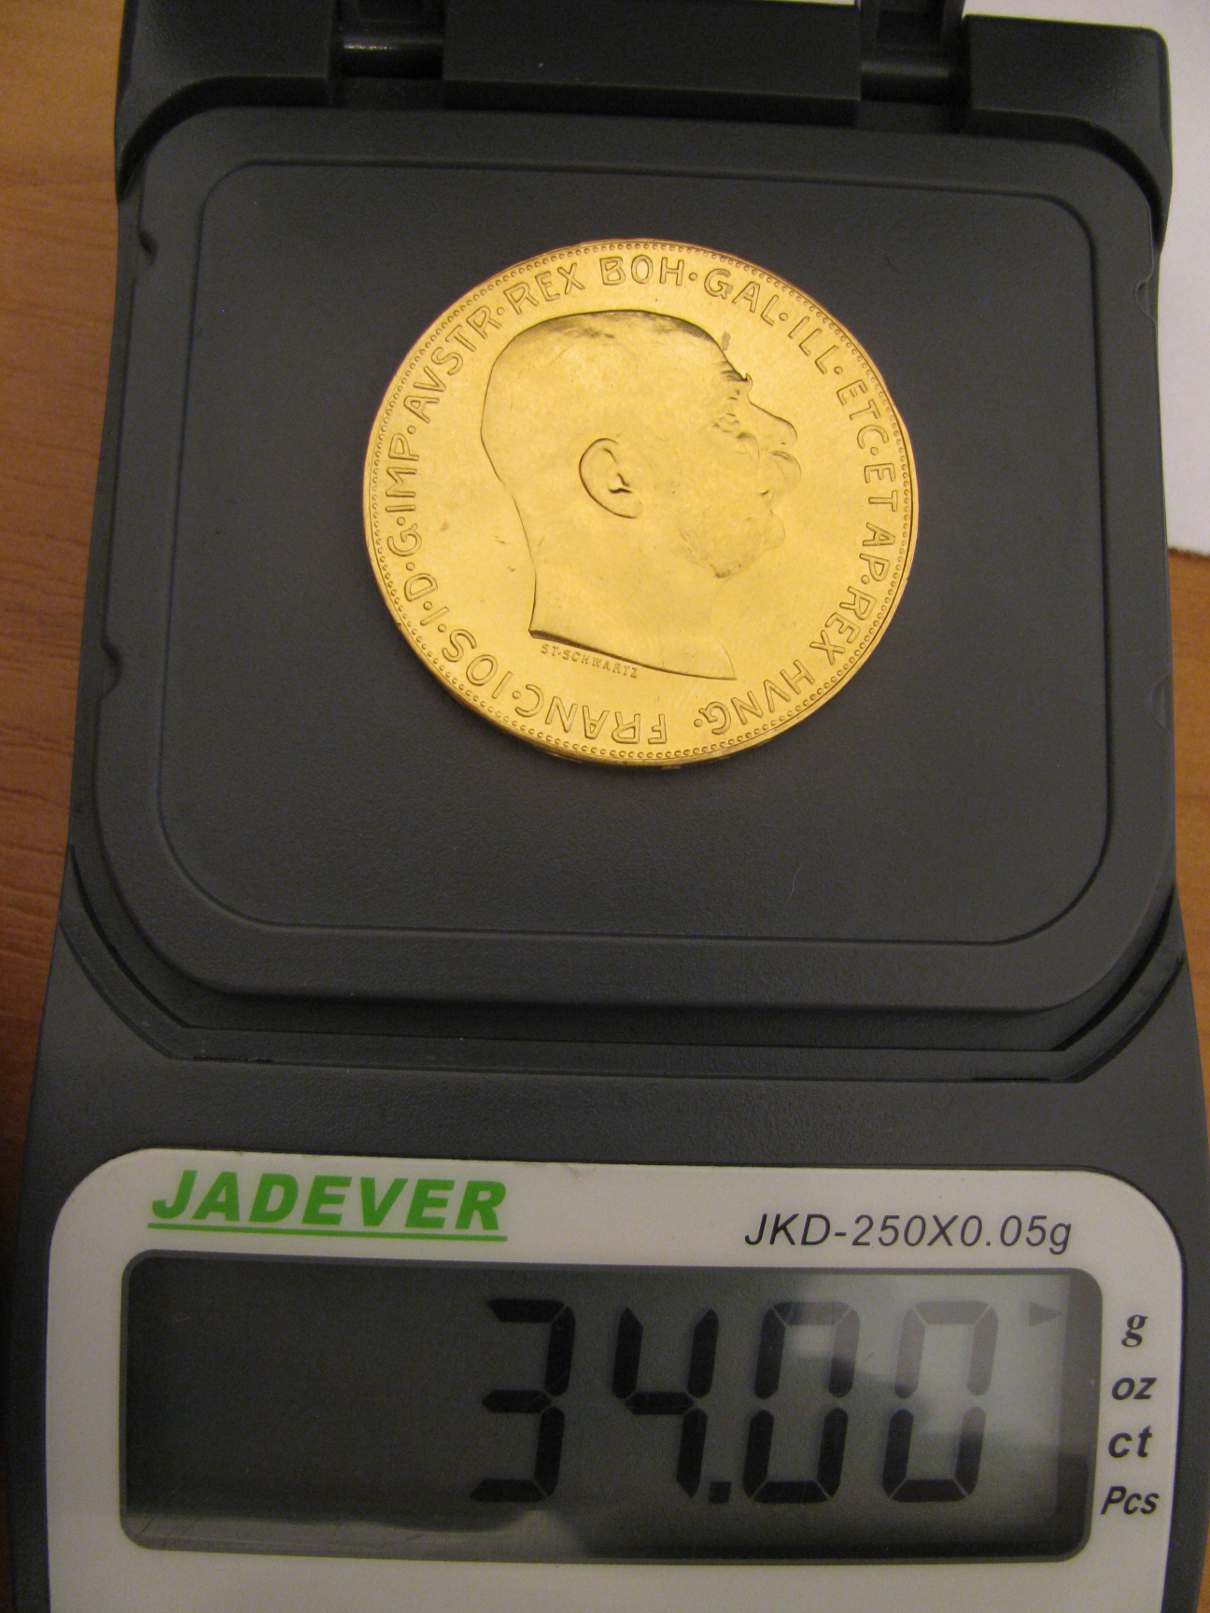 FRANC·IOS·I·D·G·IMP·AVSTR·REX BOH·GAL·ILL·ETC·ET AP·REX HVNG·
ST·SCHWARTZ
JADEVER
JKD-250X0.05g
34.00
g
oz
ct
Pcs